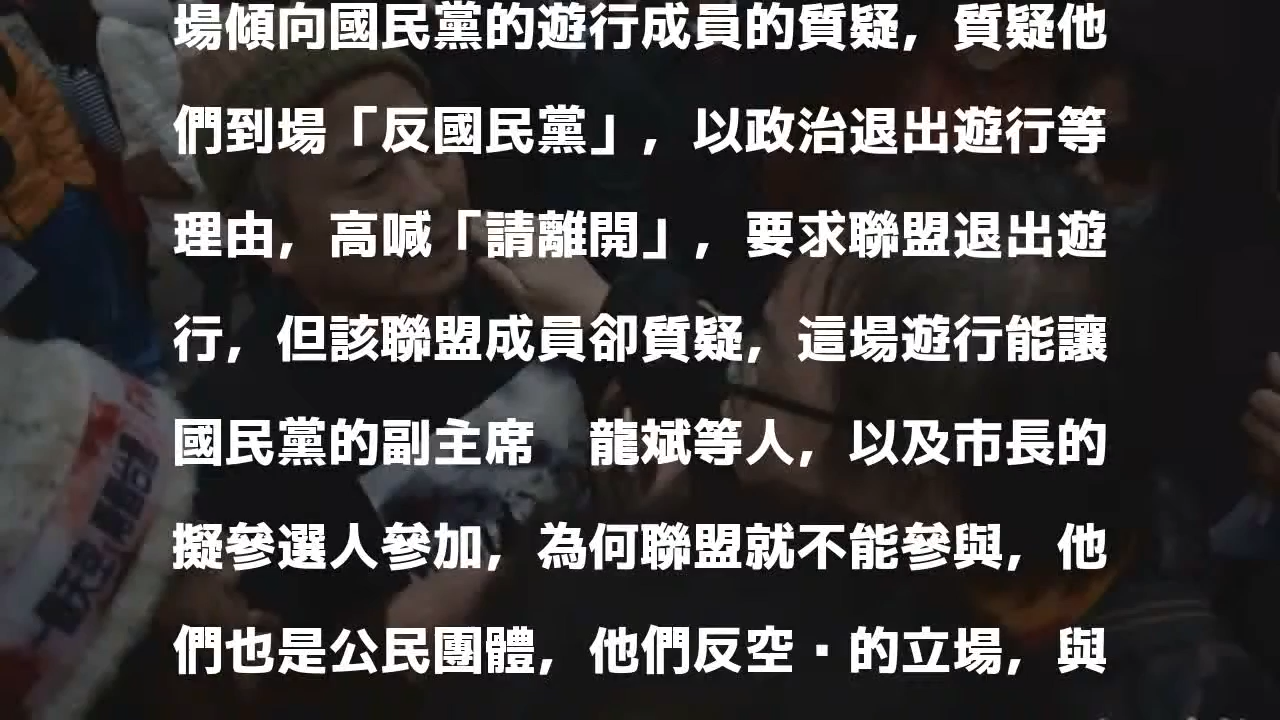 場傾向國民黨的遊行成員的質疑，質疑他
們到場「反國民黨」，以政治退出遊行等
理由，高喊「請離開」，要求聯盟退出遊
行，但該聯盟成員卻質疑，這場遊行能讓
國民黨的副主席　龍斌等人，以及市長的
擬參選人參加，為何聯盟就不能參與，他
們也是公民團體，他們反空▪的立場，與